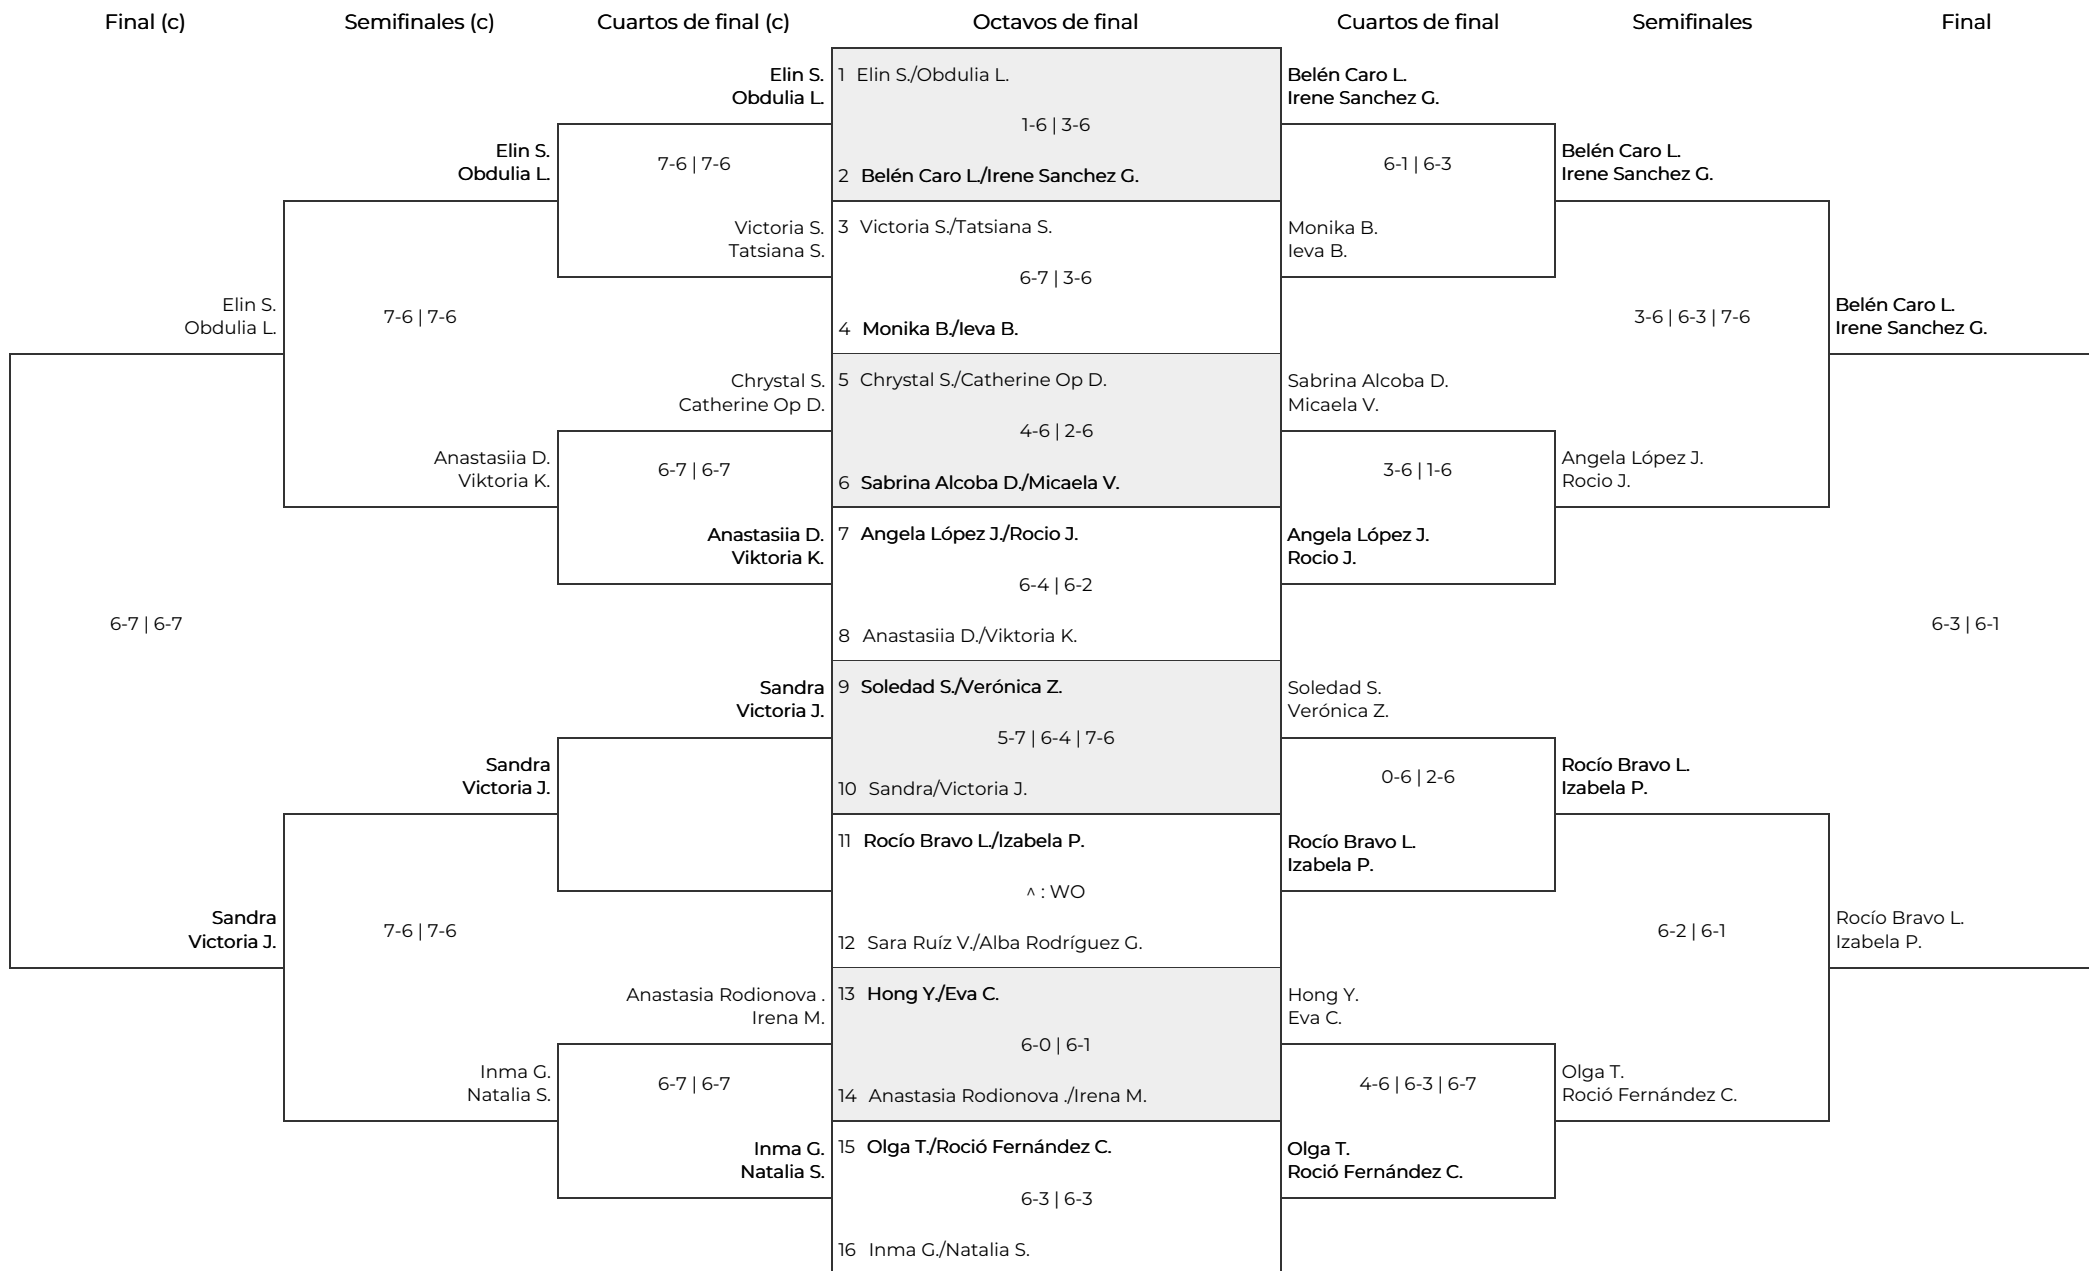 Final (c)
Semifinales (c)
Cuartos de final (c)
Octavos de final
Cuartos de final
Semifinales
Final
Elin S.
Obdulia L.
1 Elin S./Obdulia L.
Belén Caro L.
Irene Sanchez G.
1-6 | 3-6
Elin S.
Obdulia L.
7-6 | 7-6
6-1 | 6-3
Belén Caro L.
Irene Sanchez G.
2 Belén Caro L./Irene Sanchez G.
Victoria S.
Tatsiana S.
3 Victoria S./Tatsiana S.
Monika B.
Ieva B.
6-7 | 3-6
Elin S.
Obdulia L.
7-6 | 7-6
3-6 | 6-3 | 7-6
Belén Caro L.
Irene Sanchez G.
4 Monika B./Ieva B.
Chrystal S.
Catherine Op D.
5 Chrystal S./Catherine Op D.
Sabrina Alcoba D.
Micaela V.
4-6 | 2-6
Anastasiia D.
Viktoria K.
6-7 | 6-7
3-6 | 1-6
Angela López J.
Rocio J.
6 Sabrina Alcoba D./Micaela V.
Anastasiia D.
Viktoria K.
7 Angela López J./Rocio J.
Angela López J.
Rocio J.
6-4 | 6-2
6-7 | 6-7
6-3 | 6-1
8 Anastasiia D./Viktoria K.
Sandra
Victoria J.
9 Soledad S./Verónica Z.
Soledad S.
Verónica Z.
5-7 | 6-4 | 7-6
Sandra
Victoria J.
0-6 | 2-6
Rocío Bravo L.
Izabela P.
10 Sandra/Victoria J.
11 Rocío Bravo L./Izabela P.
Rocío Bravo L.
Izabela P.
^ : WO
Sandra
Victoria J.
7-6 | 7-6
6-2 | 6-1
Rocío Bravo L.
Izabela P.
12 Sara Ruíz V./Alba Rodríguez G.
Anastasia Rodionova .
Irena M.
13 Hong Y./Eva C.
Hong Y.
Eva C.
6-0 | 6-1
Inma G.
Natalia S.
6-7 | 6-7
4-6 | 6-3 | 6-7
Olga T.
Roció Fernández C.
14 Anastasia Rodionova ./Irena M.
Inma G.
Natalia S.
15 Olga T./Roció Fernández C.
Olga T.
Roció Fernández C.
6-3 | 6-3
16 Inma G./Natalia S.